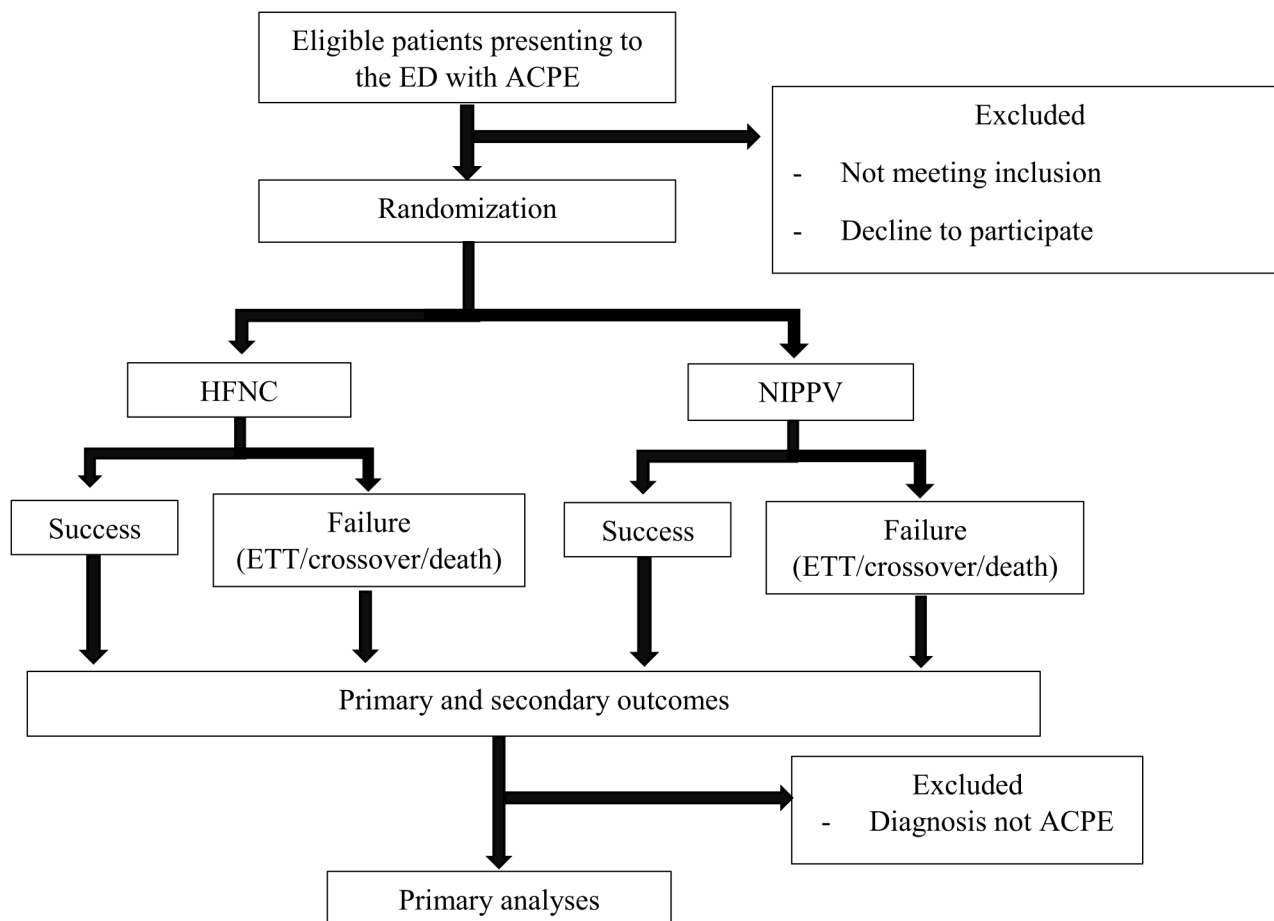 Eligible patients presenting to
the ED with ACPE
Excluded
- Not meeting inclusion
- Decline to participate
Randomization
HFNC
NIPPV
Success
Failure
(ETT/crossover/death)
Success
Failure
(ETT/crossover/death)
Primary and secondary outcomes
Excluded
- Diagnosis not ACPE
Primary analyses